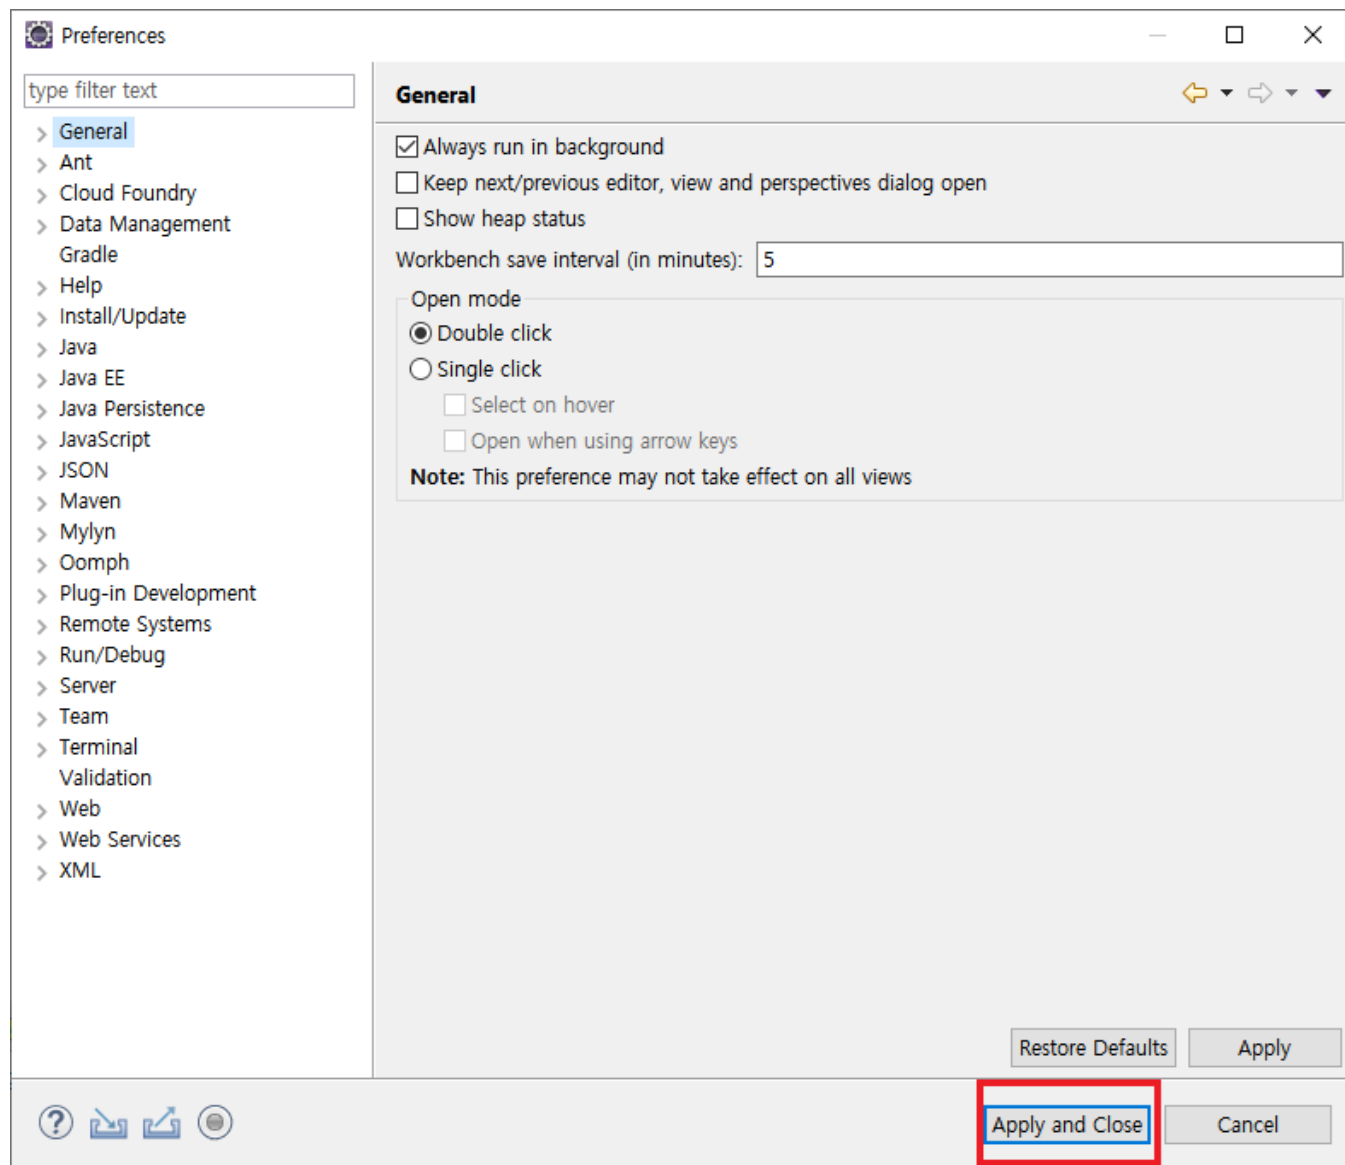 Preferences
type filter text
General
Ant
Cloud Foundry
Data Management
Gradle
Help
Install/Update
Java
Java EE
Java Persistence
JavaScript
JSON
Maven
Mylyn
Oomph
Plug-in Development
Remote Systems
Run/Debug
Server
Team
Terminal
Validation
Web
Web Services
XML
General
Always run in background
Keep next/previous editor, view and perspectives dialog open
Show heap status
Workbench save interval (in minutes): 5
Open mode
Double click
Single click
Select on hover
Open when using arrow keys
Note: This preference may not take effect on all views
Restore Defaults Apply
? Apply and Close Cancel